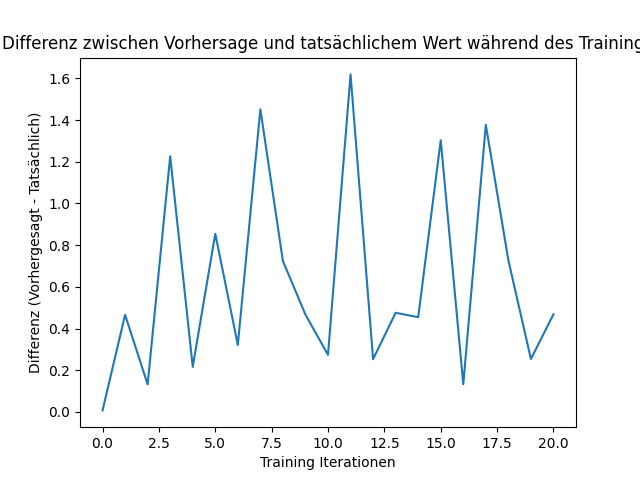 Differenz zwischen Vorhersage und tatsächlichem Wert während des Training
1.6
1.4
1.2
1.0
0.8
0.6
0.4
0.2
0.0
Differenz (Vorhergesagt - Tatsächlich)
0.0 2.5 5.0 7.5 10.0 12.5 15.0 17.5 20.0
Training Iterationen